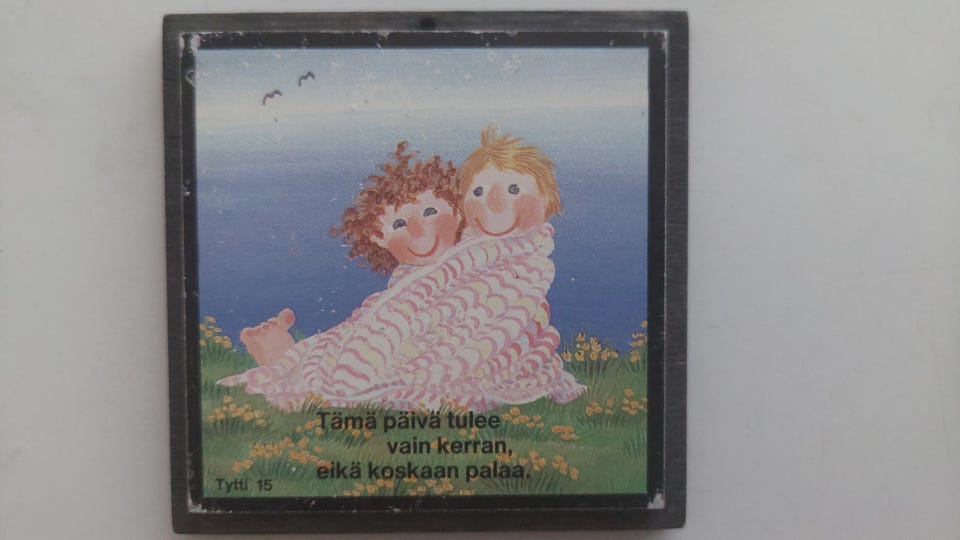 Tämä päivä tulee
vain kerran,
eikä koskaan palaa.
Tytti 15